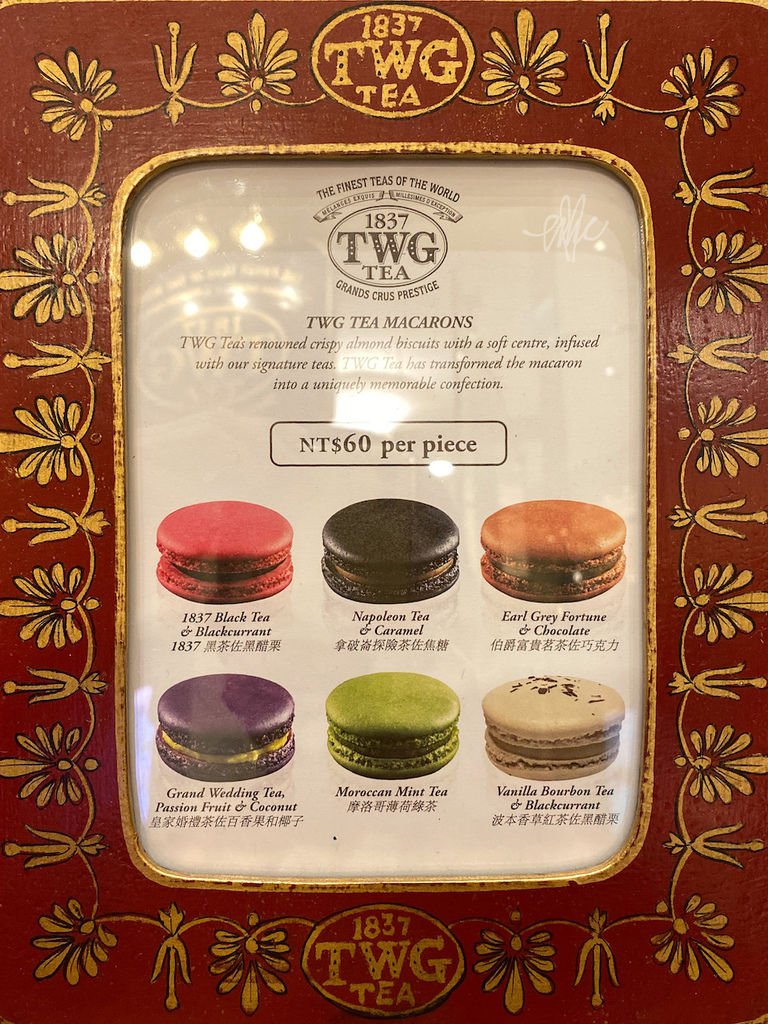 1837
TWG
TEA
THE FINEST TEAS OF THE WORLD
MÉLANGES EXQUIS MILLÉSIMES D'EXCEPTION
1837
TWG
TEA
GRANDS CRUS PRESTIGE
TWG TEA MACARONS
TWG Tea's renowned crispy almond biscuits with a soft centre, infused
with our signature teas. TWG Tea has transformed the macaron
into a uniquely memorable confection.
NT$60 per piece
1837 Black Tea
& Blackcurrant
1837 黑茶佐黑醋栗
Napoleon Tea
& Caramel
拿破崙探險茶佐焦糖
Earl Grey Fortune
& Chocolate
伯爵富貴茗茶佐巧克力
Grand Wedding Tea,
Passion Fruit & Coconut
皇家婚禮茶佐百香果和椰子
Moroccan Mint Tea
摩洛哥薄荷綠茶
Vanilla Bourbon Tea
& Blackcurrant
波本香草紅茶佐黑醋栗
1837
TWG
TEA